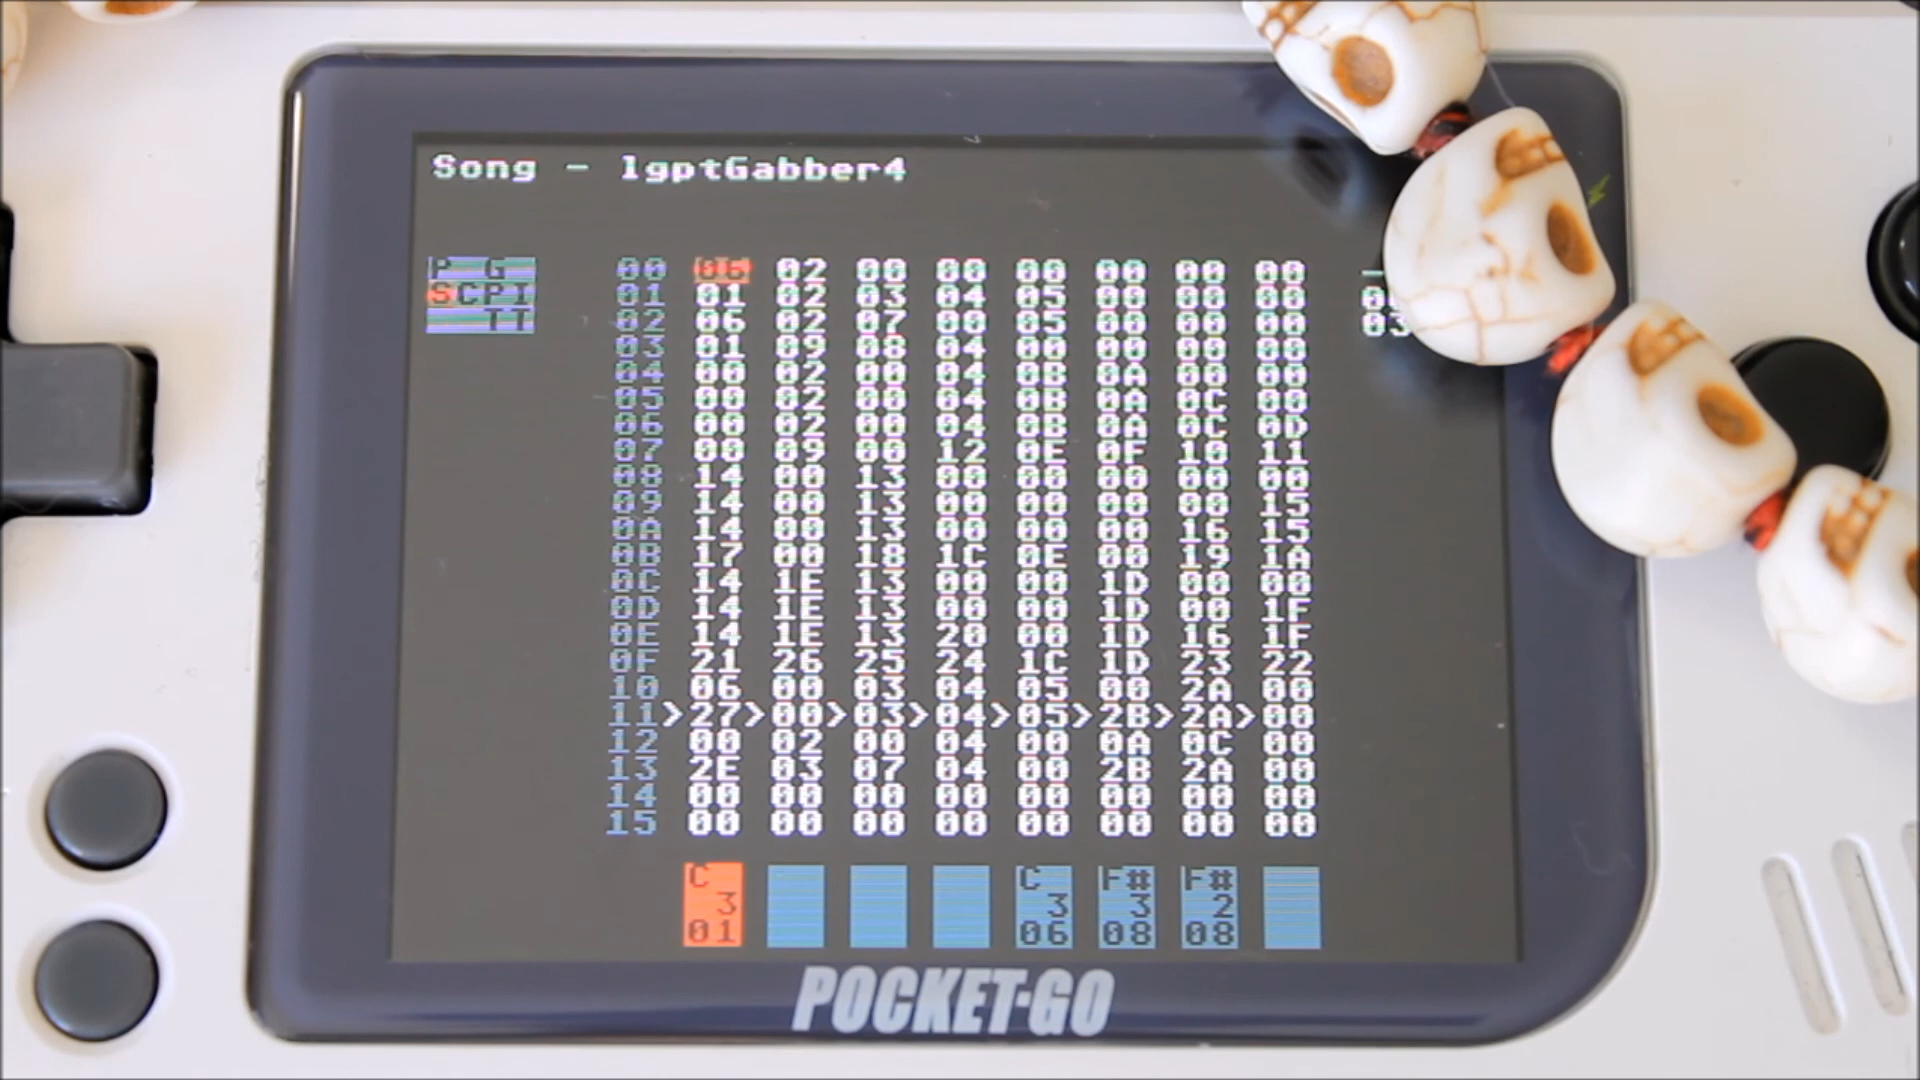 Song - lgptGabber4
P G
SCPI
TT
00 06 02 00 00 00 00 00 00
01 01 02 03 04 05 00 00 00
02 06 02 07 00 05 00 00 00 03
03 01 09 08 04 00 00 00 00
04 00 02 00 04 0B 0A 00 00
05 00 02 00 04 0B 0A 0C 00
06 00 02 00 04 0B 0A 0C 0D
07 00 09 00 12 0E 0F 10 11
08 14 00 13 00 00 00 00 00
09 14 00 13 00 00 00 00 15
0A 14 00 13 00 00 00 16 15
0B 17 00 18 1C 0E 00 19 1A
0C 14 1E 13 00 00 1D 00 00
0D 14 1E 13 00 00 1D 00 1F
0E 14 1E 13 20 00 1D 16 1F
0F 21 26 25 24 1C 1D 23 22
10 06 00 03 04 05 00 2A 00
11>27>00>03>04>05>2B>2A>00
12 00 02 00 04 00 0A 0C 00
13 2E 03 07 04 00 2B 2A 00
14 00 00 00 00 00 00 00 00
15 00 00 00 00 00 00 00 00
C C F# F#
3 3 3 2
01 06 08 08
POCKET-GO